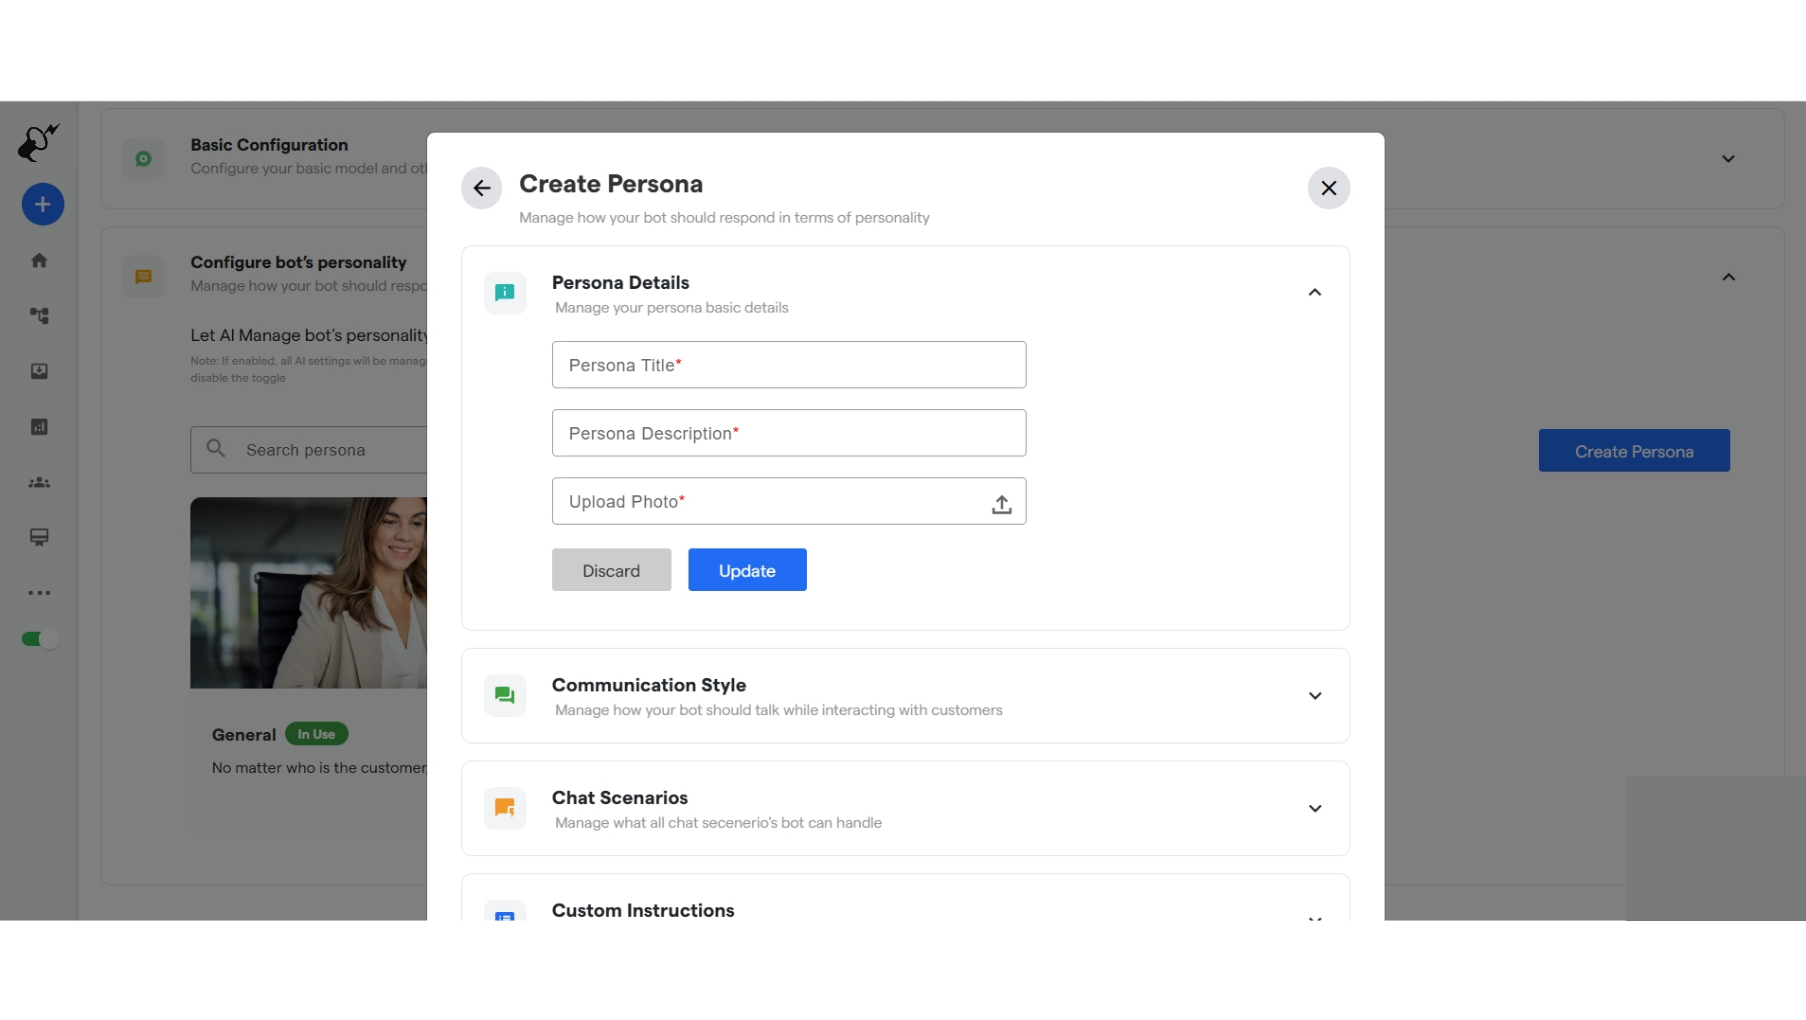 Basic Configuration
Configure your basic model and oth
Configure bot's personality
Manage how your bot should respo
Let AI Manage bot's personality
Note: If enabled, all AI settings will be manag
disable the toggle
Search persona
General In Use
No matter who is the customer,
Create Persona
Manage how your bot should respond in terms of personality
Persona Details
Manage your persona basic details
Persona Title*
Persona Description*
Upload Photo*
Discard Update
Communication Style
Manage how your bot should talk while interacting with customers
Chat Scenarios
Manage what all chat secenerio's bot can handle
Custom Instructions
Create Persona